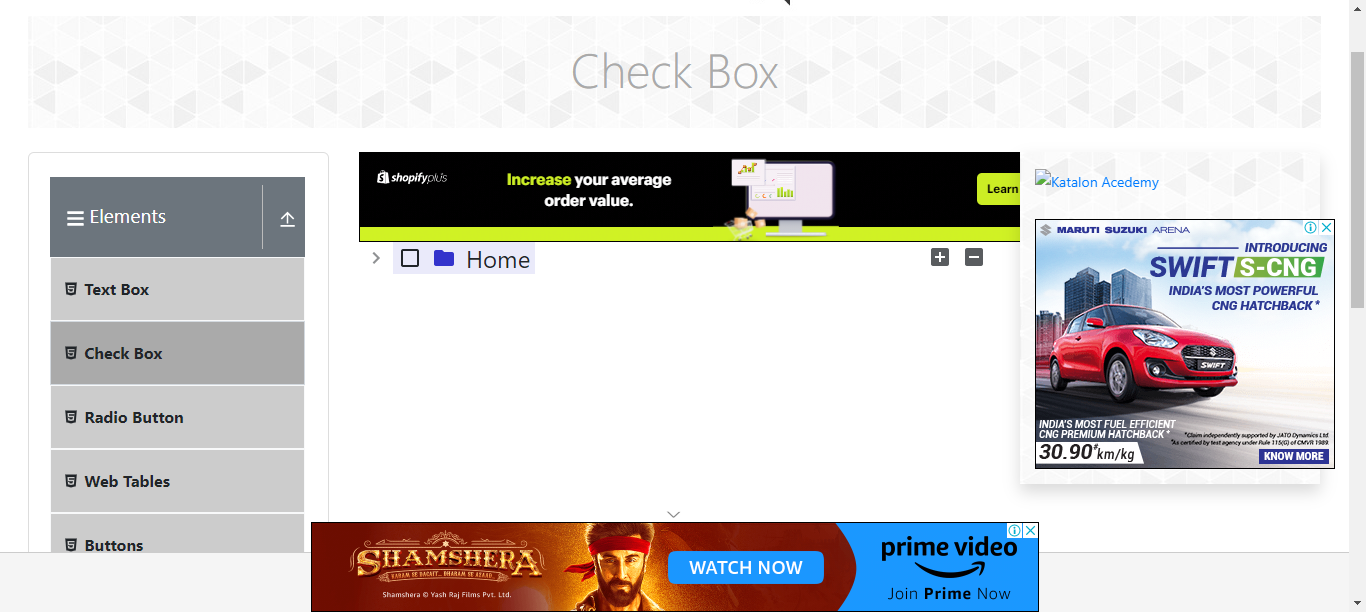 Check Box
Elements
Text Box
Check Box
Radio Button
Web Tables
Buttons
shopifyplus
Increase your average
order value.
Learn
Home
Katalon Acedemy
MARUTI SUZUKI ARENA
INTRODUCING
SWIFT S-CNG
INDIA'S MOST POWERFUL
CNG HATCHBACK*
SWIFT
INDIA'S MOST FUEL EFFICIENT
CNG PREMIUM HATCHBACK*
30.90# km/kg
*Claim independently supported by JATO Dynamics Ltd.
#As certified by test agency under Rule 115(G) of CMVR 1989.
KNOW MORE
SHAMSHERA
KARAM SE DACAIT... DHARAM SE AZAAD.
Shamshera © Yash Raj Films Pvt. Ltd.
WATCH NOW
prime video
Join Prime Now